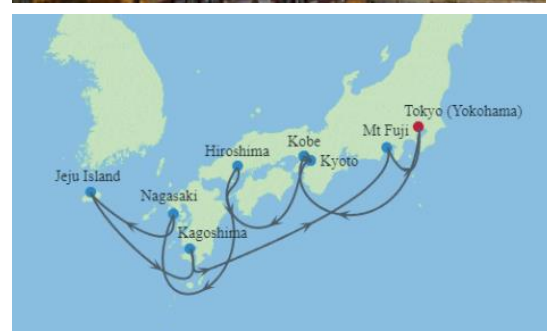 Tokyo (Yokohama)
Mt Fuji
Kobe
Hiroshima
Kyoto
Jeju Island
Nagasaki
Kagoshima